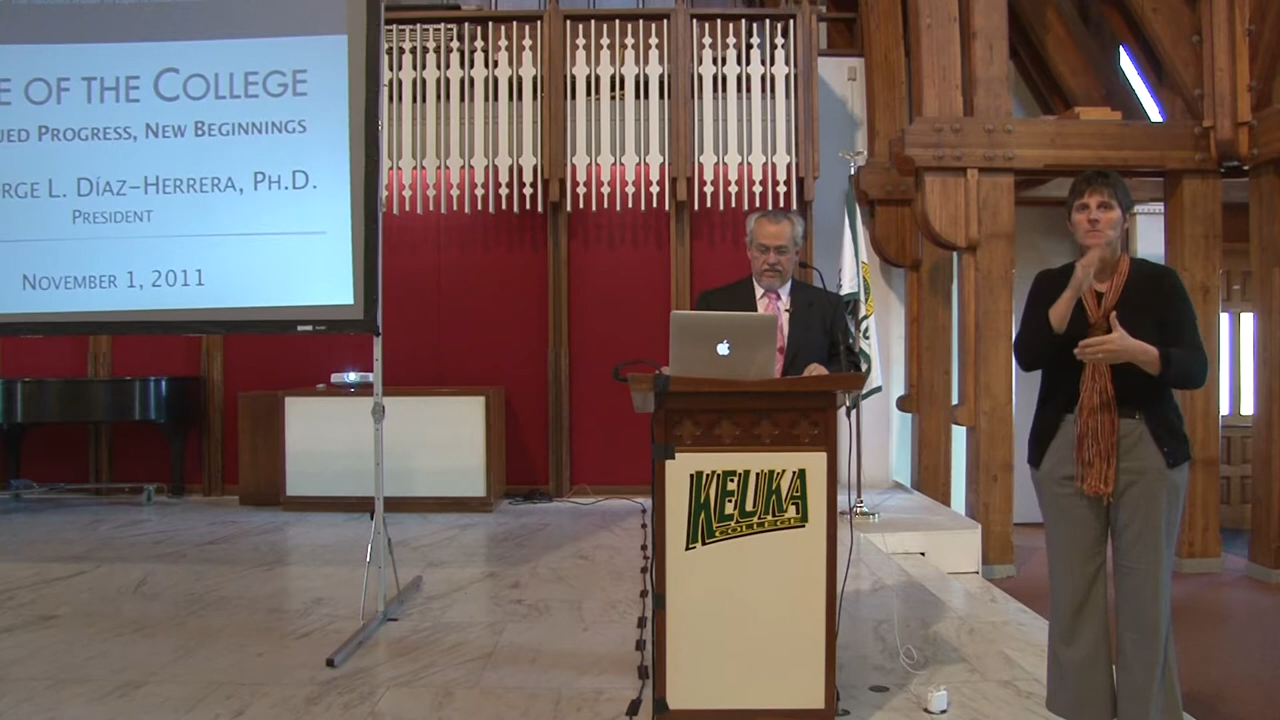 E OF THE COLLEGE
UED PROGRESS, NEW BEGINNINGS
RGE L. DÍAZ-HERRERA, PH.D.
PRESIDENT
NOVEMBER 1, 2011
KEUKA
COLLEGE